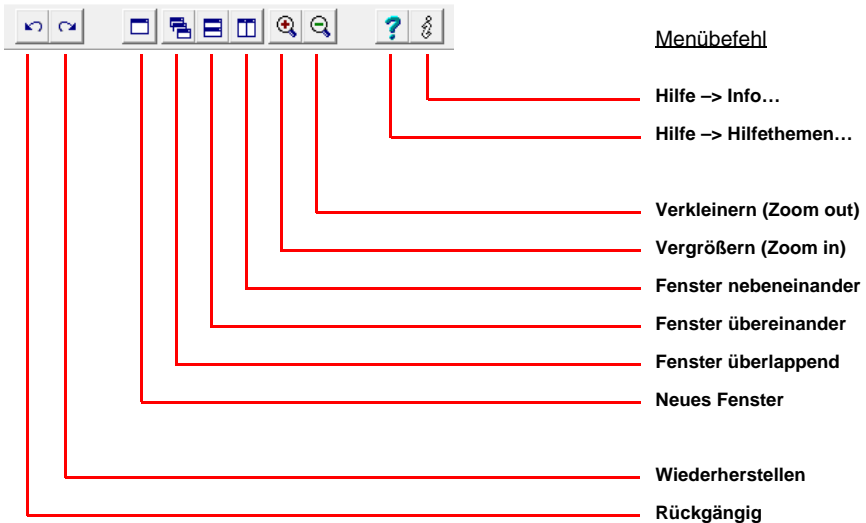 Menübefehl
Hilfe –> Info…
Hilfe –> Hilfethemen…
Verkleinern (Zoom out)
Vergrößern (Zoom in)
Fenster nebeneinander
Fenster übereinander
Fenster überlappend
Neues Fenster
Wiederherstellen
Rückgängig